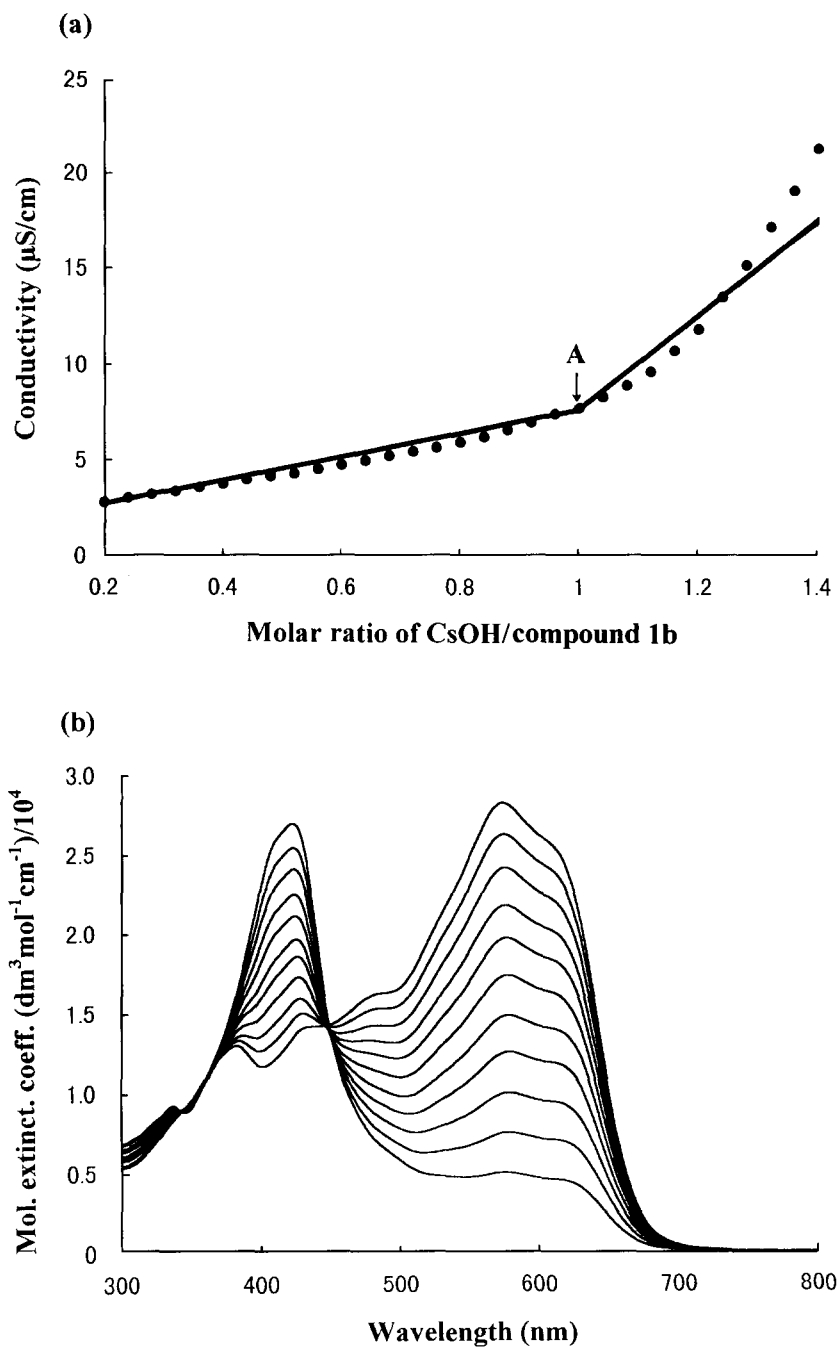 (a)
25
20
15
10
5
0
Conductivity (μS/cm)
A
0.2 0.4 0.6 0.8 1 1.2 1.4
Molar ratio of CsOH/compound 1b
(b)
3.0
2.5
2.0
1.5
1.0
0.5
0
Mol. extinct. coeff. (dm³mol⁻¹cm⁻¹)/10⁴
300 400 500 600 700 800
Wavelength (nm)